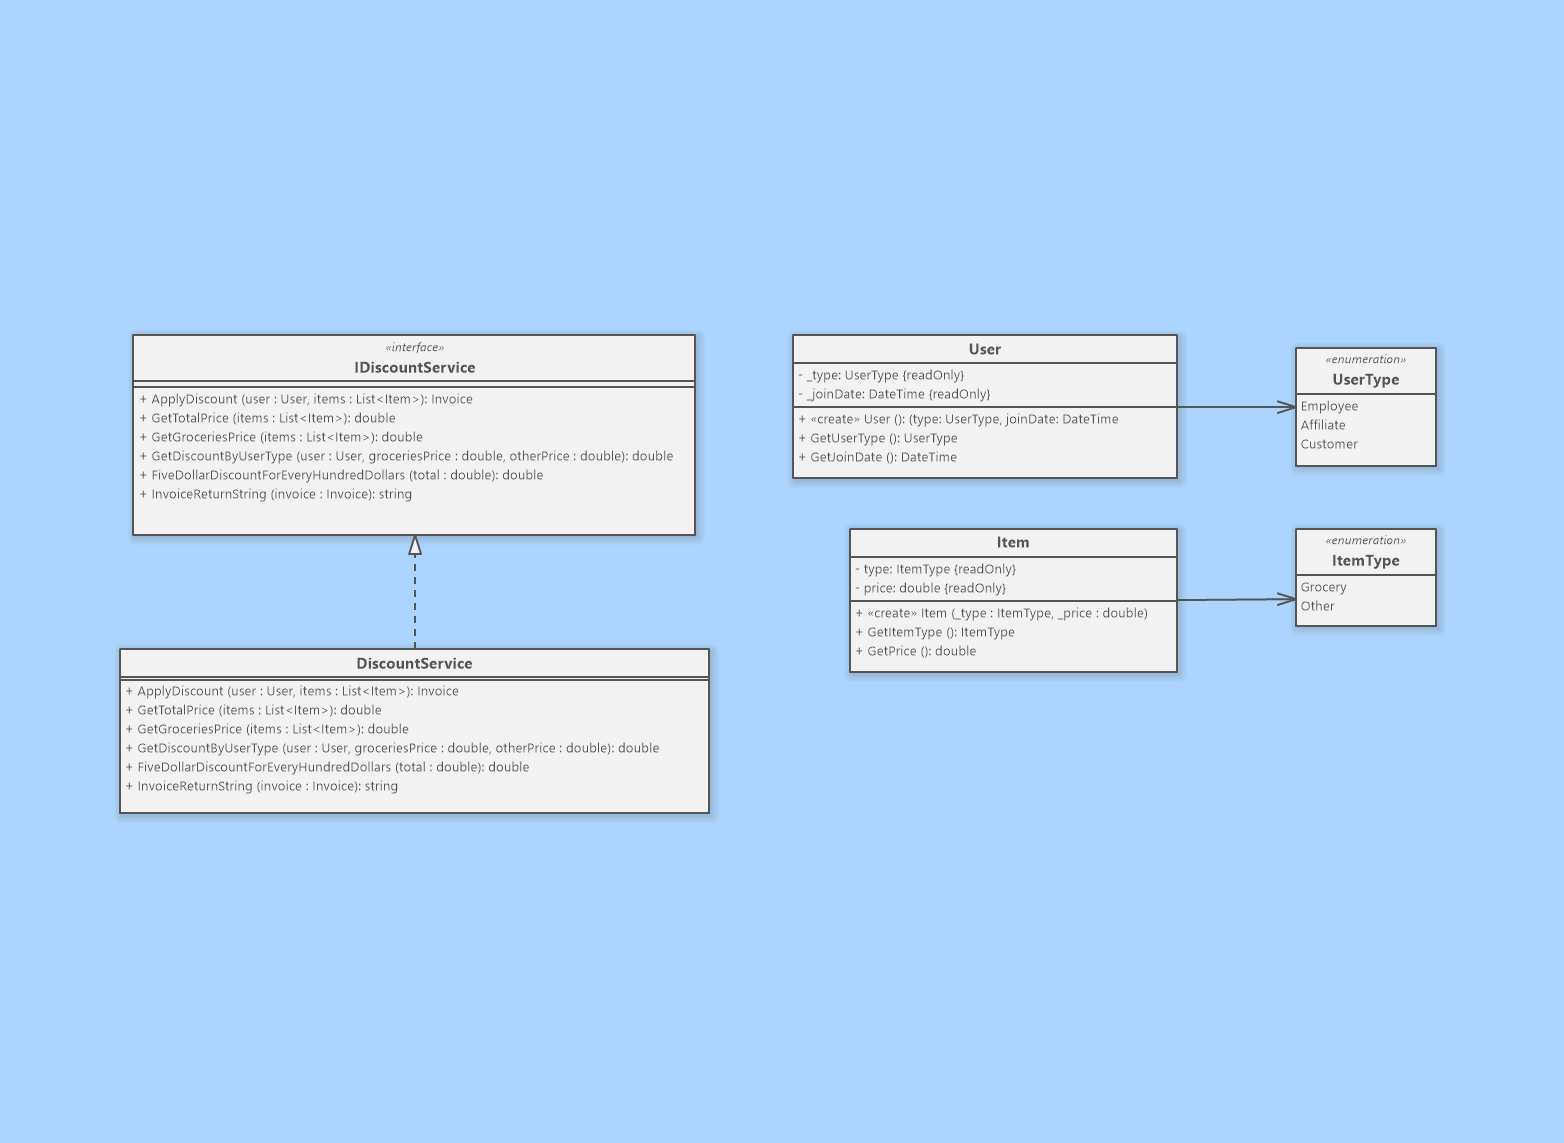 «interface»
IDiscountService
+ ApplyDiscount (user : User, items : List<Item>): Invoice
+ GetTotalPrice (items : List<Item>): double
+ GetGroceriesPrice (items : List<Item>): double
+ GetDiscountByUserType (user : User, groceriesPrice : double, otherPrice : double): double
+ FiveDollarDiscountForEveryHundredDollars (total : double): double
+ InvoiceReturnString (invoice : Invoice): string
DiscountService
+ ApplyDiscount (user : User, items : List<Item>): Invoice
+ GetTotalPrice (items : List<Item>): double
+ GetGroceriesPrice (items : List<Item>): double
+ GetDiscountByUserType (user : User, groceriesPrice : double, otherPrice : double): double
+ FiveDollarDiscountForEveryHundredDollars (total : double): double
+ InvoiceReturnString (invoice : Invoice): string
User
- _type: UserType {readOnly}
- _joinDate: DateTime {readOnly}
+ «create» User (): (type: UserType, joinDate: DateTime
+ GetUserType (): UserType
+ GetJoinDate (): DateTime
«enumeration»
UserType
Employee
Affiliate
Customer
Item
- type: ItemType {readOnly}
- price: double {readOnly}
+ «create» Item (_type : ItemType, _price : double)
+ GetItemType (): ItemType
+ GetPrice (): double
«enumeration»
ItemType
Grocery
Other